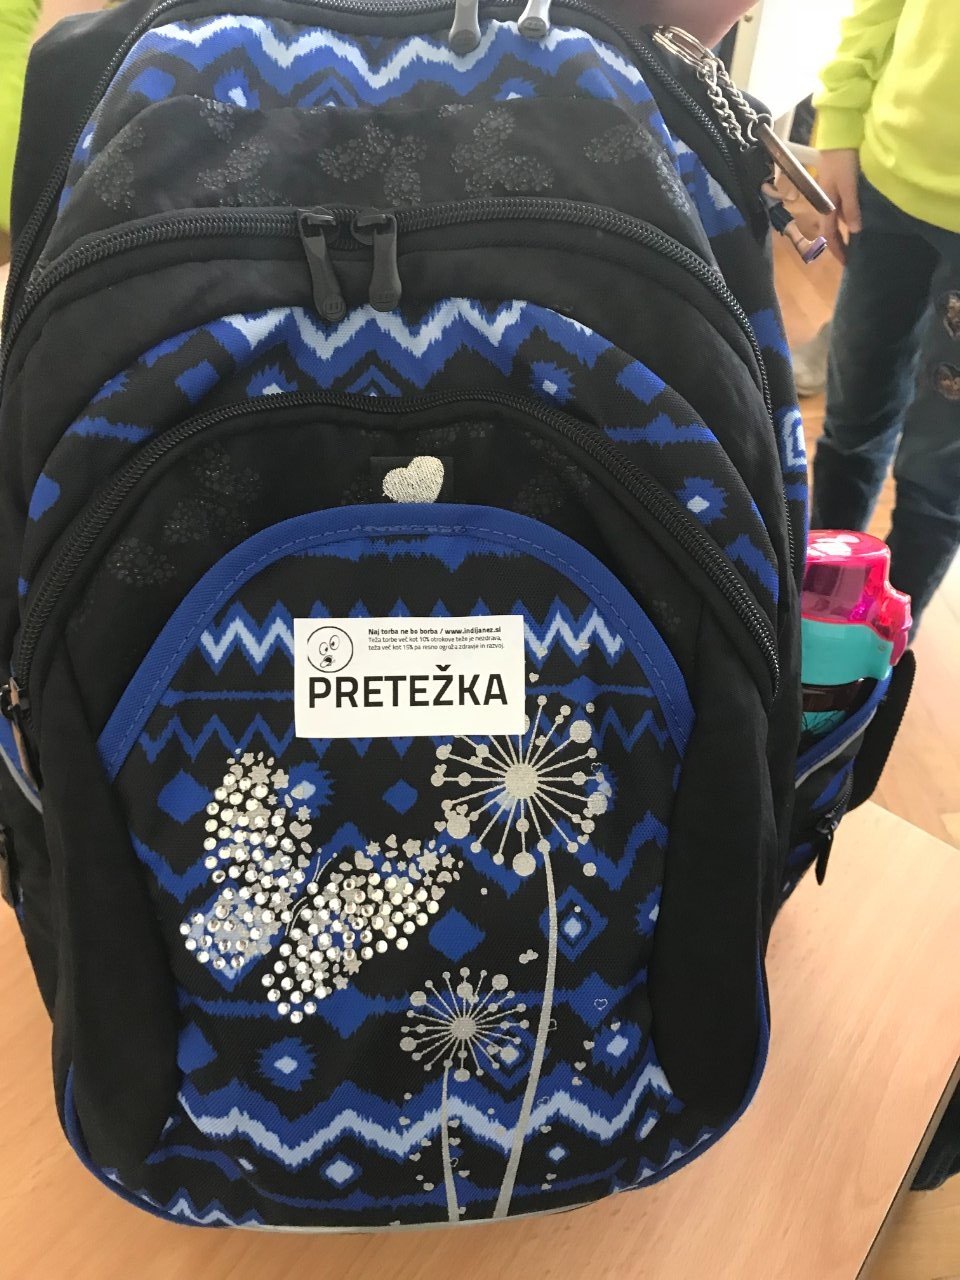 Naj torba ne bo borba / www.indijanez.si
Teža torbe več kot 10% otrokove teže je nezdrava,
teža več kot 15% pa resno ogroža zdravje in razvoj.
PRETEŽKA